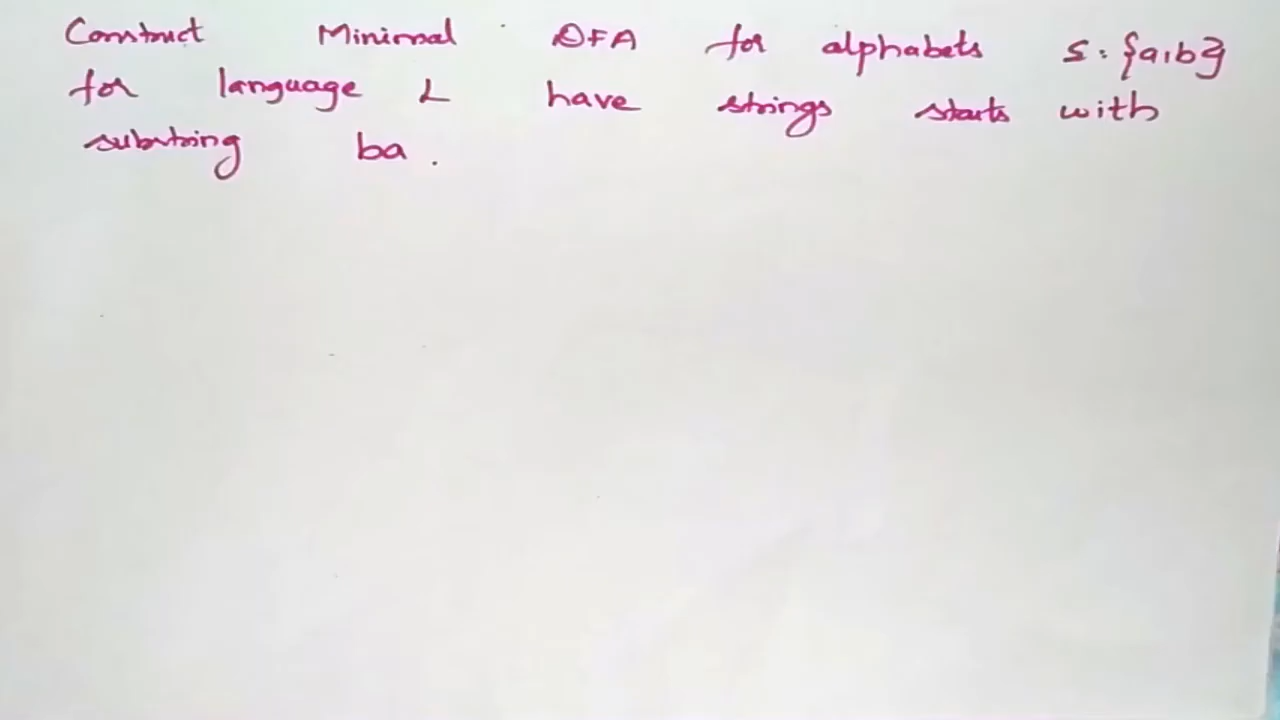 Construct Minimal DFA for alphabets Σ: {a,b}
for language L have strings starts with
substring ba .